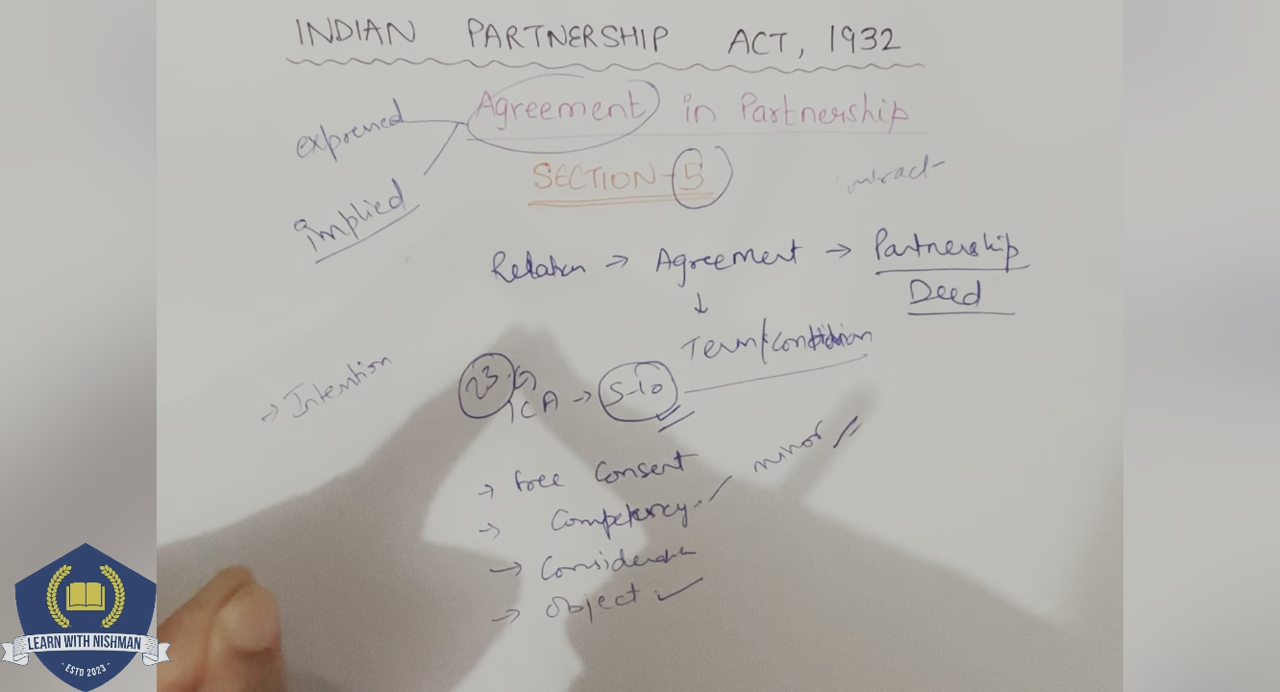 INDIAN PARTNERSHIP ACT, 1932
Agreement in Partnership
expressed
SECTION-5
implied
Relation → Agreement → Partnership
Deed
↓
Term/Condition
→ Intention
23 ICA → S-10
→ free Consent
minor
→ Competency
→ Consideration
→ object ✓
LEARN WITH NISHMAN
- ESTD 2023 -